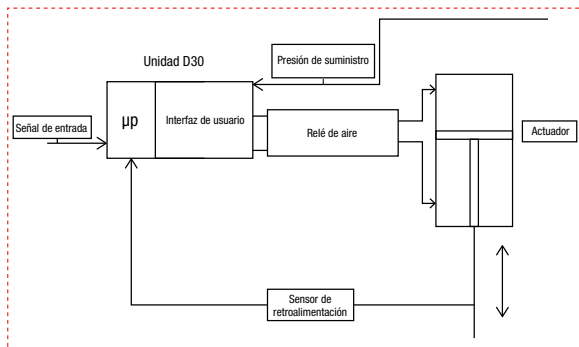 Unidad D30
Presión de suministro
Señal de entrada
µp
Interfaz de usuario
Relé de aire
Actuador
Sensor de
retroalimentación